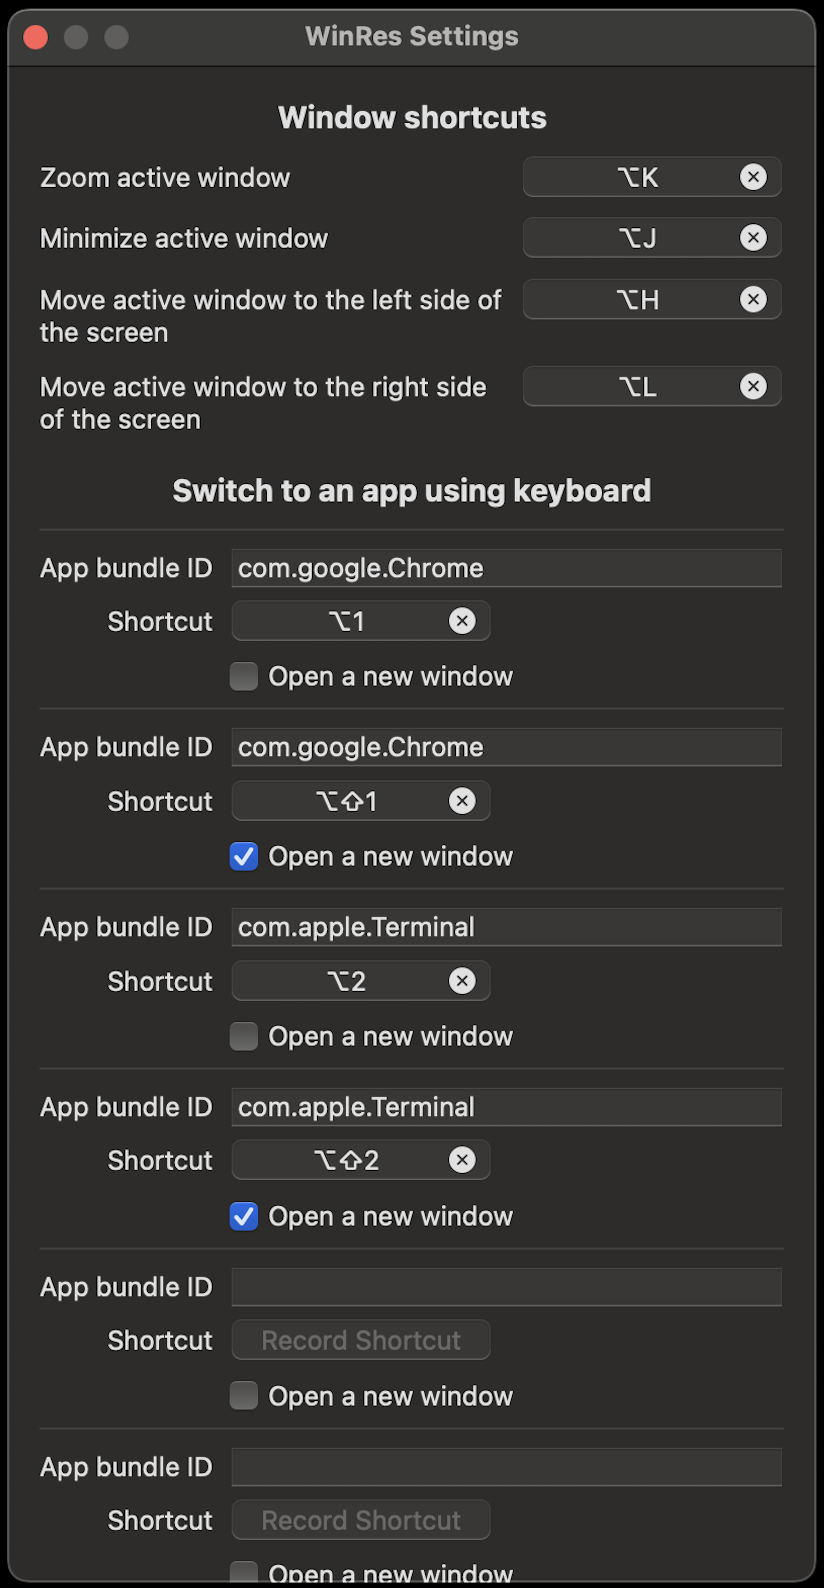 WinRes Settings
Window shortcuts
Zoom active window ⌥K
Minimize active window ⌥J
Move active window to the left side of ⌥H
the screen
Move active window to the right side ⌥L
of the screen
Switch to an app using keyboard
App bundle ID com.google.Chrome
Shortcut ⌥1
Open a new window
App bundle ID com.google.Chrome
Shortcut ⌥⇧1
Open a new window
App bundle ID com.apple.Terminal
Shortcut ⌥2
Open a new window
App bundle ID com.apple.Terminal
Shortcut ⌥⇧2
Open a new window
App bundle ID
Shortcut Record Shortcut
Open a new window
App bundle ID
Shortcut Record Shortcut
Open a new window